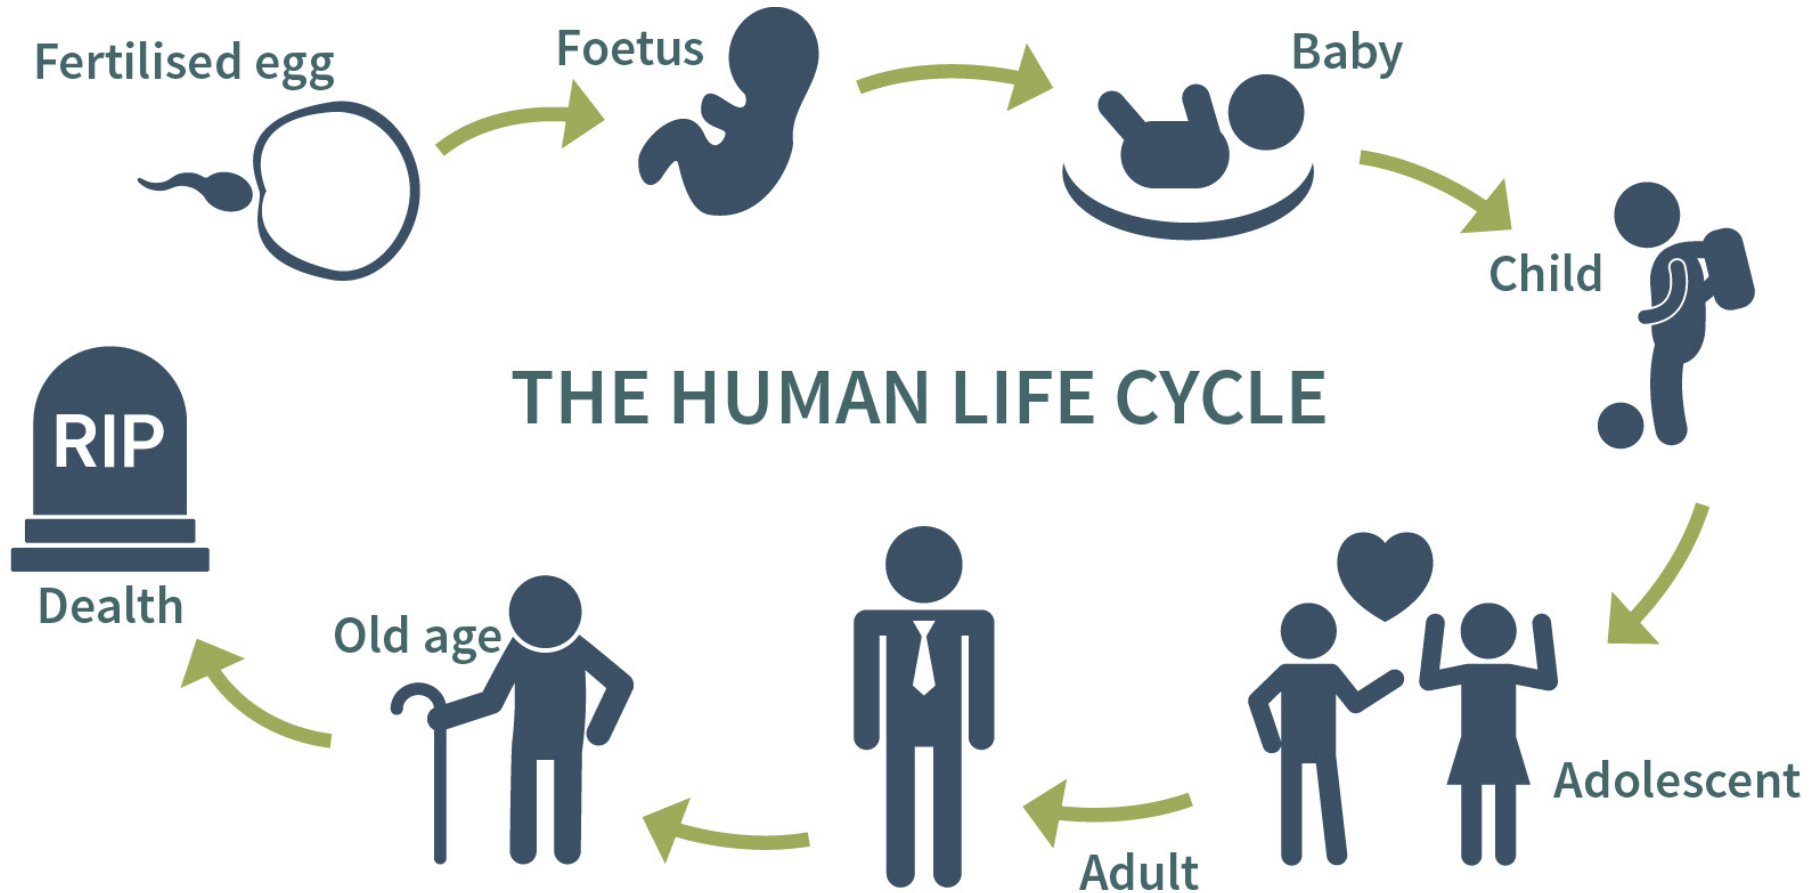 Fertilised egg
Foetus
Baby
Child
THE HUMAN LIFE CYCLE
RIP
Dealth
Old age
Adult
Adolescent